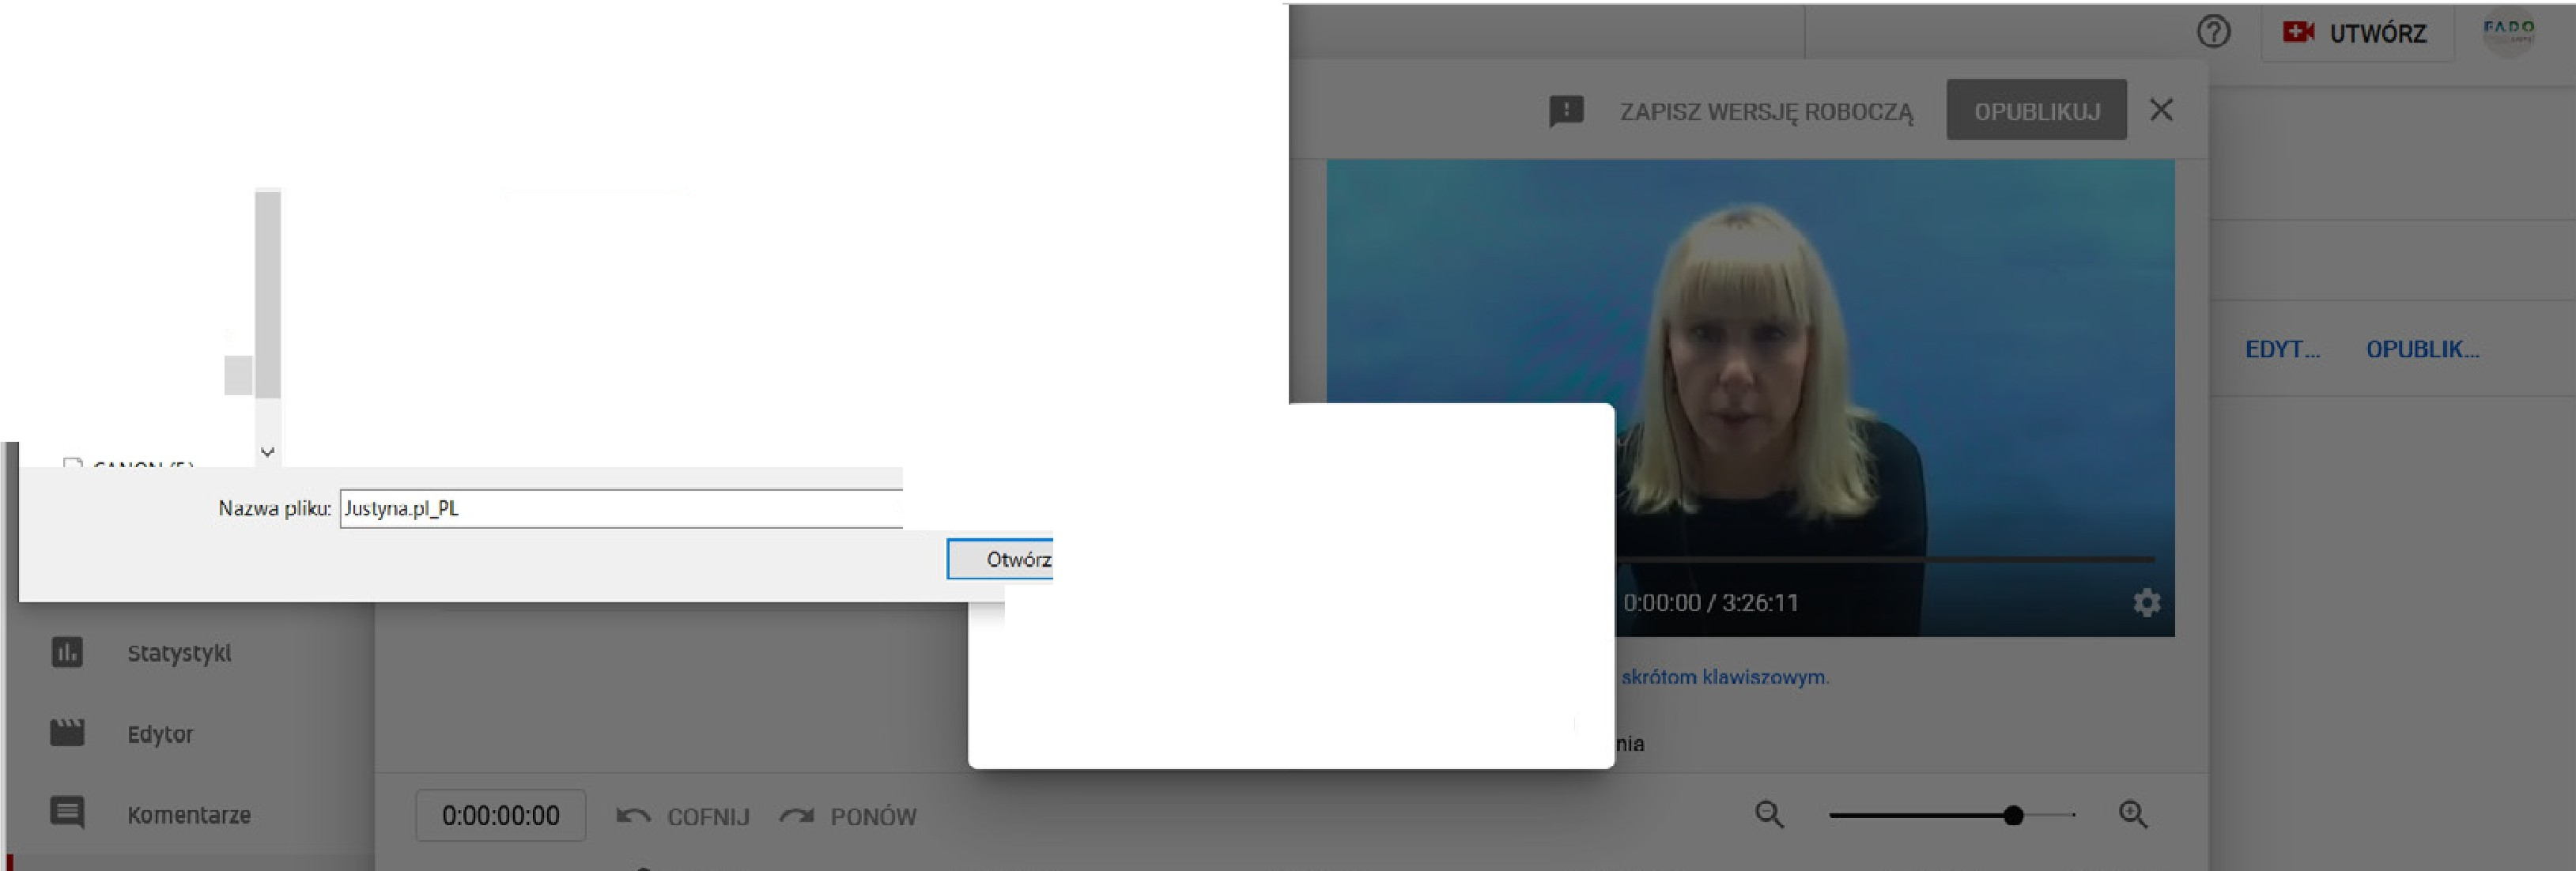 UTWÓRZ
FADO
ZAPISZ WERSJĘ ROBOCZĄ
OPUBLIKUJ
EDYT... OPUBLIK...
Nazwa pliku: Justyna.pl_PL
Otwórz
0:00:00 / 3:26:11
Statystyki
skrótom klawiszowym.
Edytor
nia
Komentarze
0:00:00:00 COFNIJ PONÓW